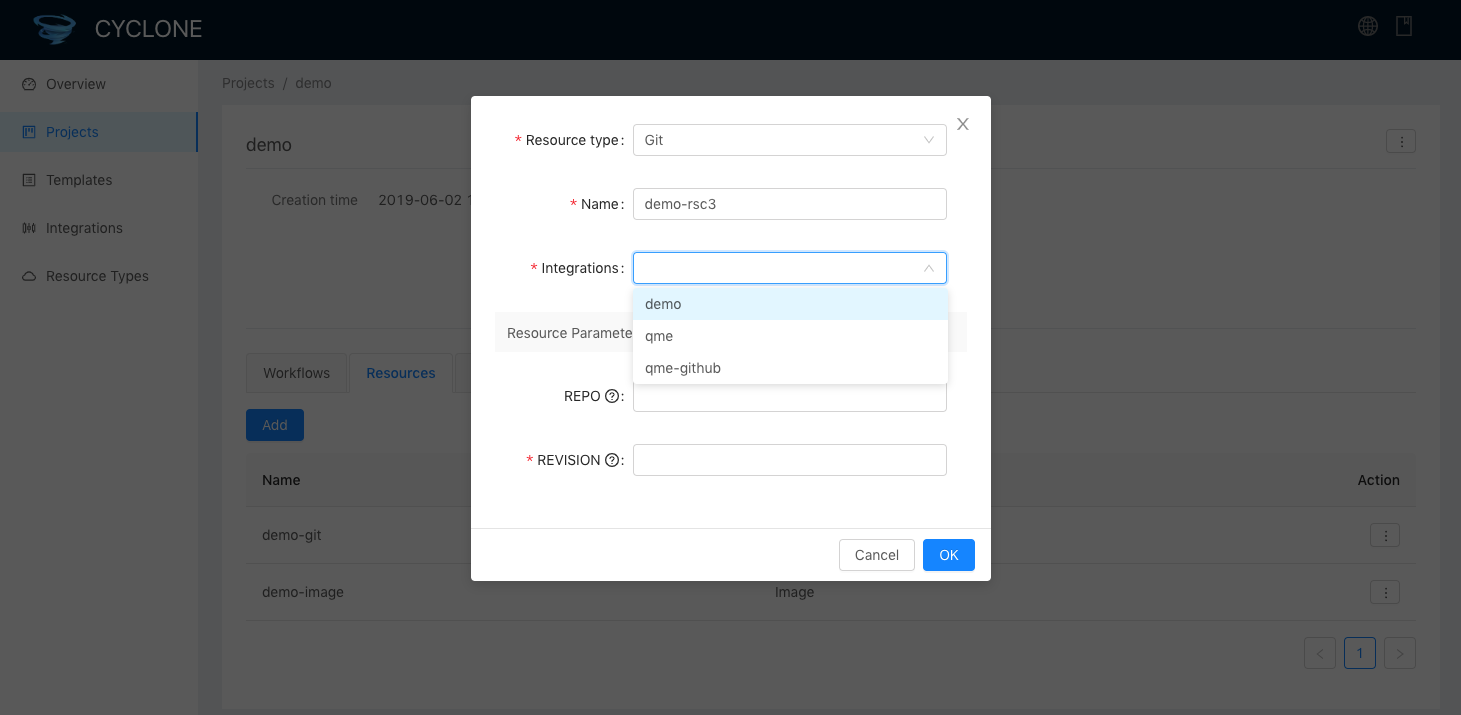 CYCLONE
Overview
Projects
Templates
Integrations
Resource Types
Projects / demo
demo
Creation time 2019-06-02
Workflows
Resources
Add
Name
Action
demo-git
demo-image Image
1
* Resource type: Git
* Name: demo-rsc3
* Integrations:
demo
qme
qme-github
Resource Paramete
REPO ?:
* REVISION ?:
Cancel
OK